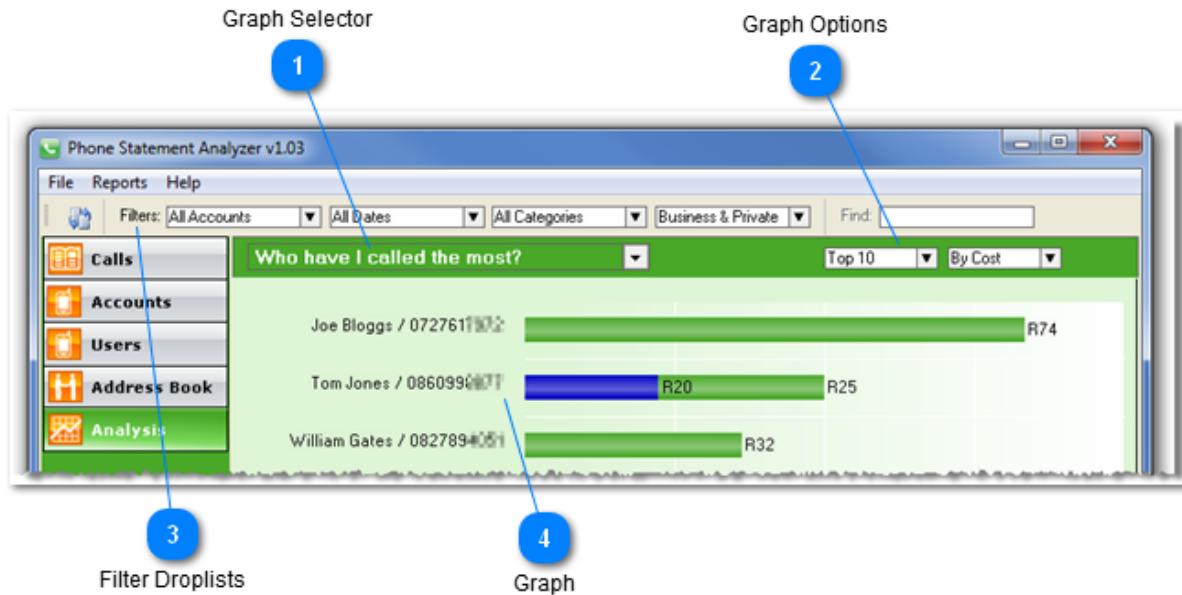 Graph Selector
Graph Options
1
2
Phone Statement Analyzer v1.03
File Reports Help
Filters: All Accounts All Dates All Categories Business & Private Find:
Calls
Who have I called the most? Top 10 By Cost
Accounts
Joe Bloggs / 072761 R74
Users
Address Book
Tom Jones / 086099 R20 R25
Analysis
William Gates / 0827894 R32
3
4
Filter Droplists
Graph